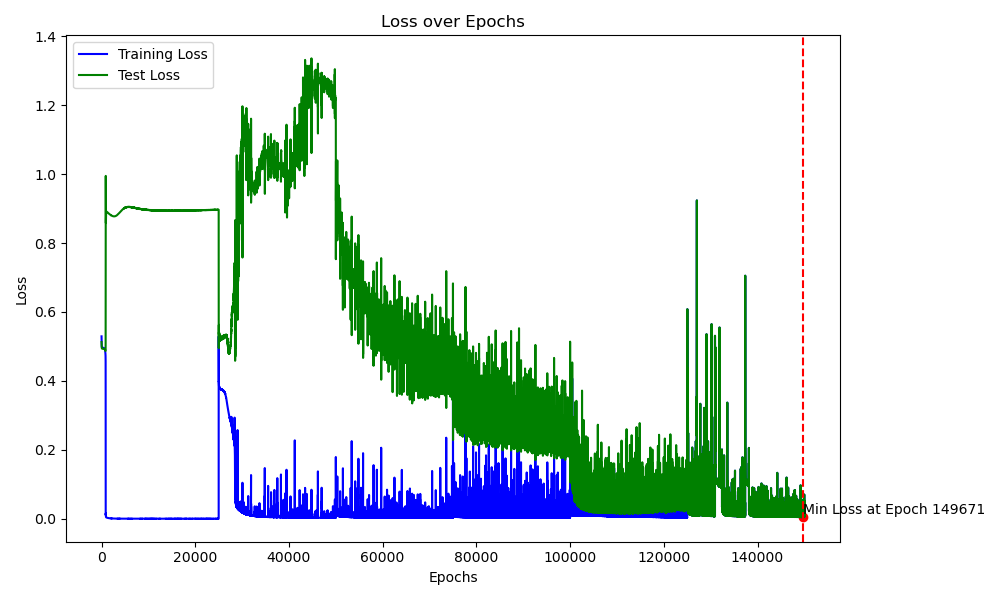 Loss over Epochs
Training Loss
Test Loss
Loss
1.4
1.2
1.0
0.8
0.6
0.4
0.2
0.0
Min Loss at Epoch 149671
0 20000 40000 60000 80000 100000 120000 140000
Epochs